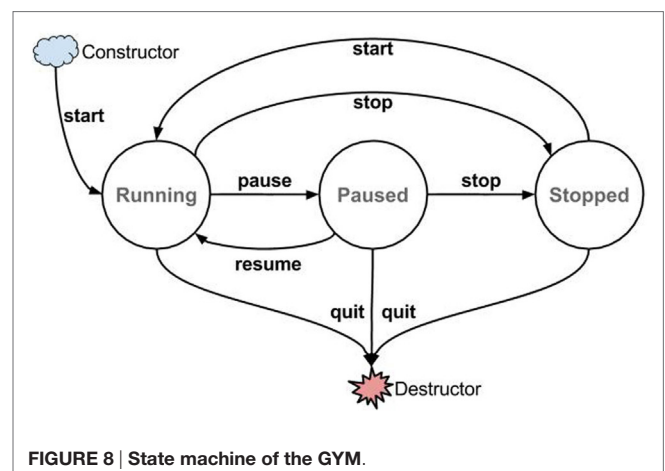 Constructor
start
start
stop
Running
pause
Paused
stop
Stopped
resume
quit
quit
Destructor
FIGURE 8 | State machine of the GYM.